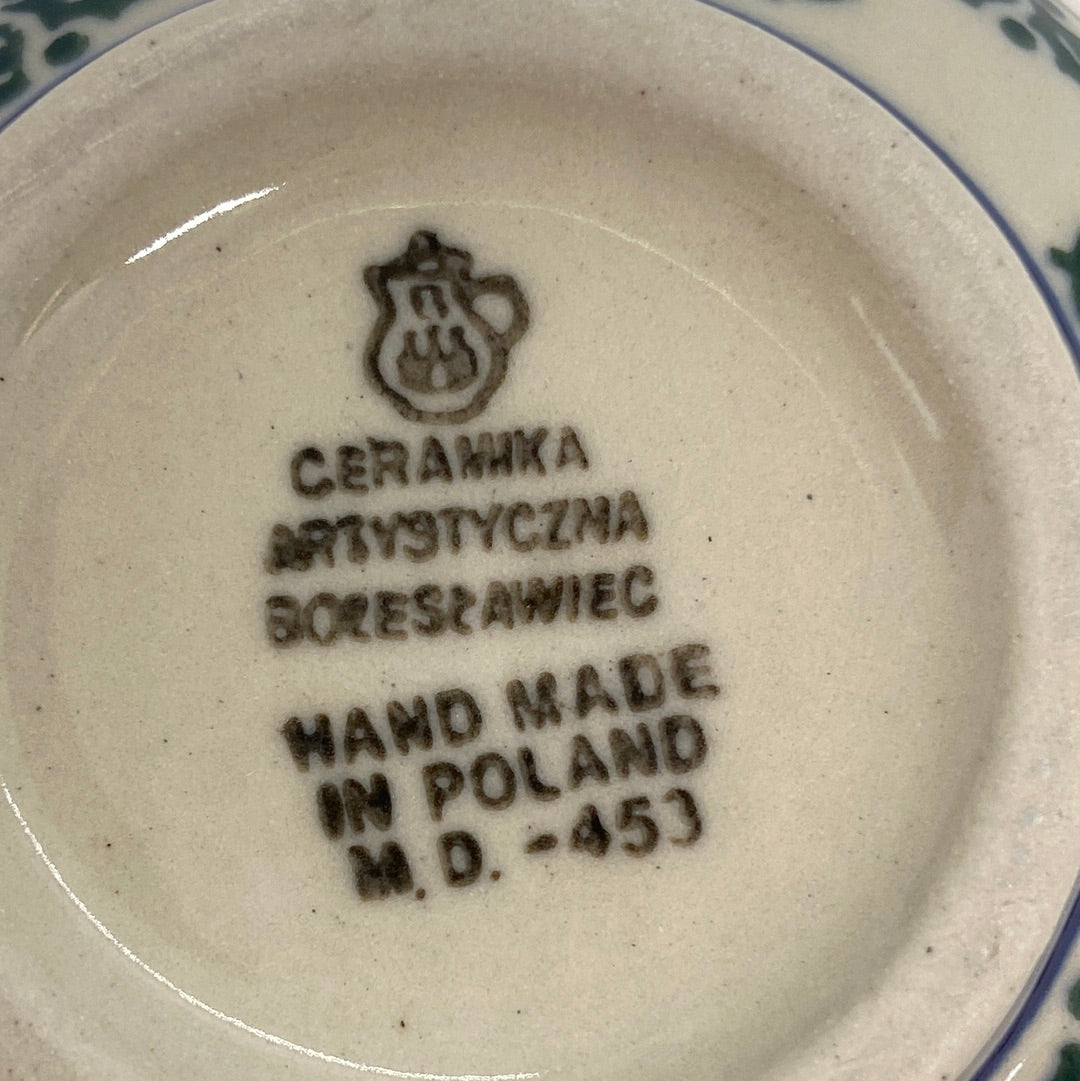 CERAMIKA
ARTYSTYCZNA
BOLESŁAWIEC
HAND MADE
IN POLAND
M.D.-453